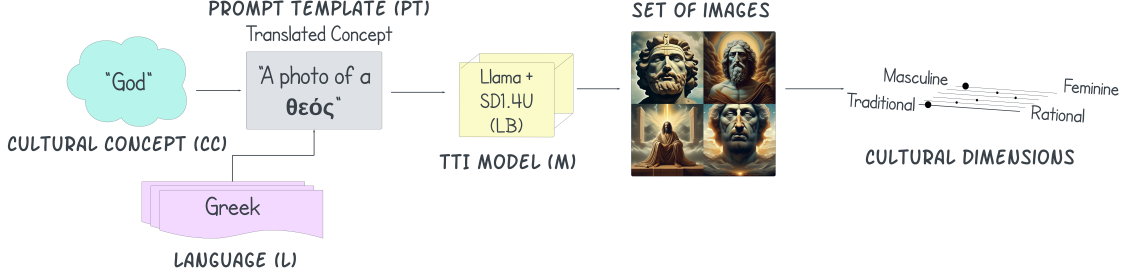 PROMPT TEMPLATE (PT)
Translated Concept
"God"
"A photo of a
θεός"
CULTURAL CONCEPT (CC)
Greek
LANGUAGE (L)
Llama +
SD1.4U
(LB)
TTI MODEL (M)
SET OF IMAGES
Masculine
Feminine
Traditional
Rational
CULTURAL DIMENSIONS